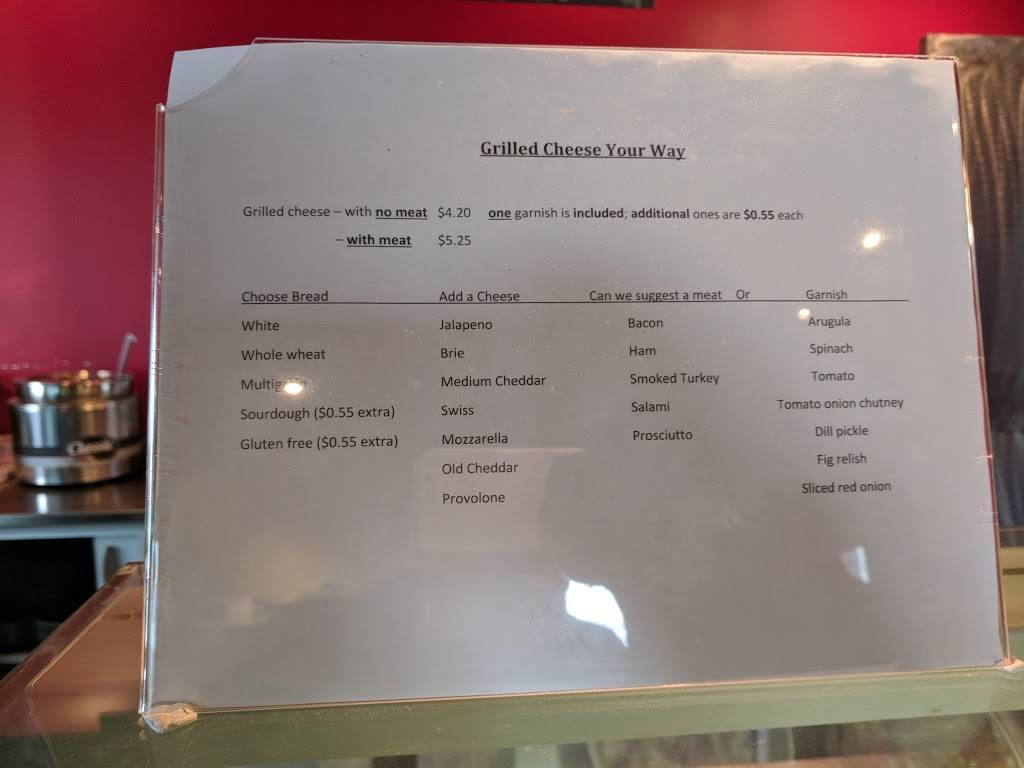 Grilled Cheese Your Way
Grilled cheese – with no meat $4.20 one garnish is included; additional ones are $0.55 each
– with meat $5.25
Choose Bread Add a Cheese Can we suggest a meat Or Garnish
White Jalapeno Bacon Arugula
Whole wheat Brie Ham Spinach
Medium Cheddar Smoked Turkey Tomato
Sourdough ($0.55 extra) Swiss Salami Tomato onion chutney
Gluten free ($0.55 extra) Mozzarella Prosciutto Dill pickle
Old Cheddar Fig relish
Provolone Sliced red onion